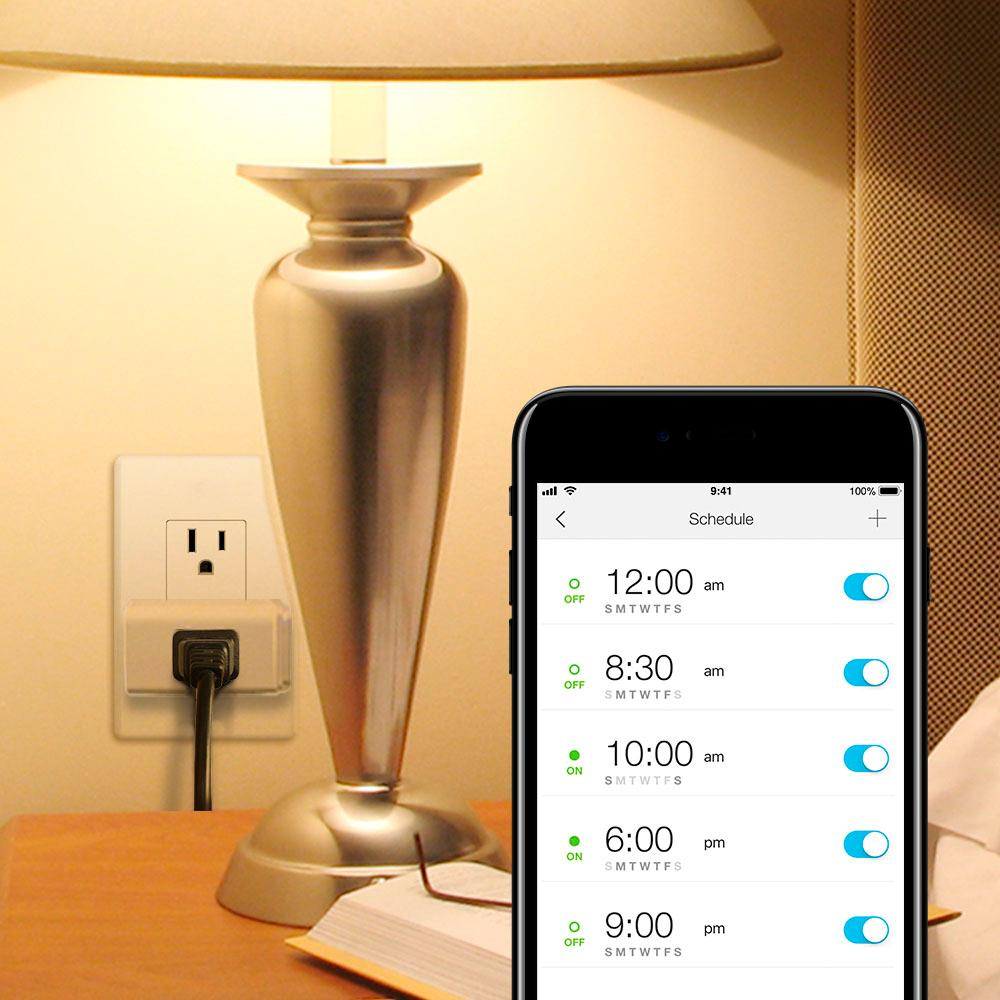 9:41 100%
Schedule
12:00 am
OFF
SMTWTFS
8:30 am
OFF
SMTWTFS
10:00 am
ON
SMTWTFS
6:00 pm
ON
SMTWTFS
9:00 pm
OFF
SMTWTFS